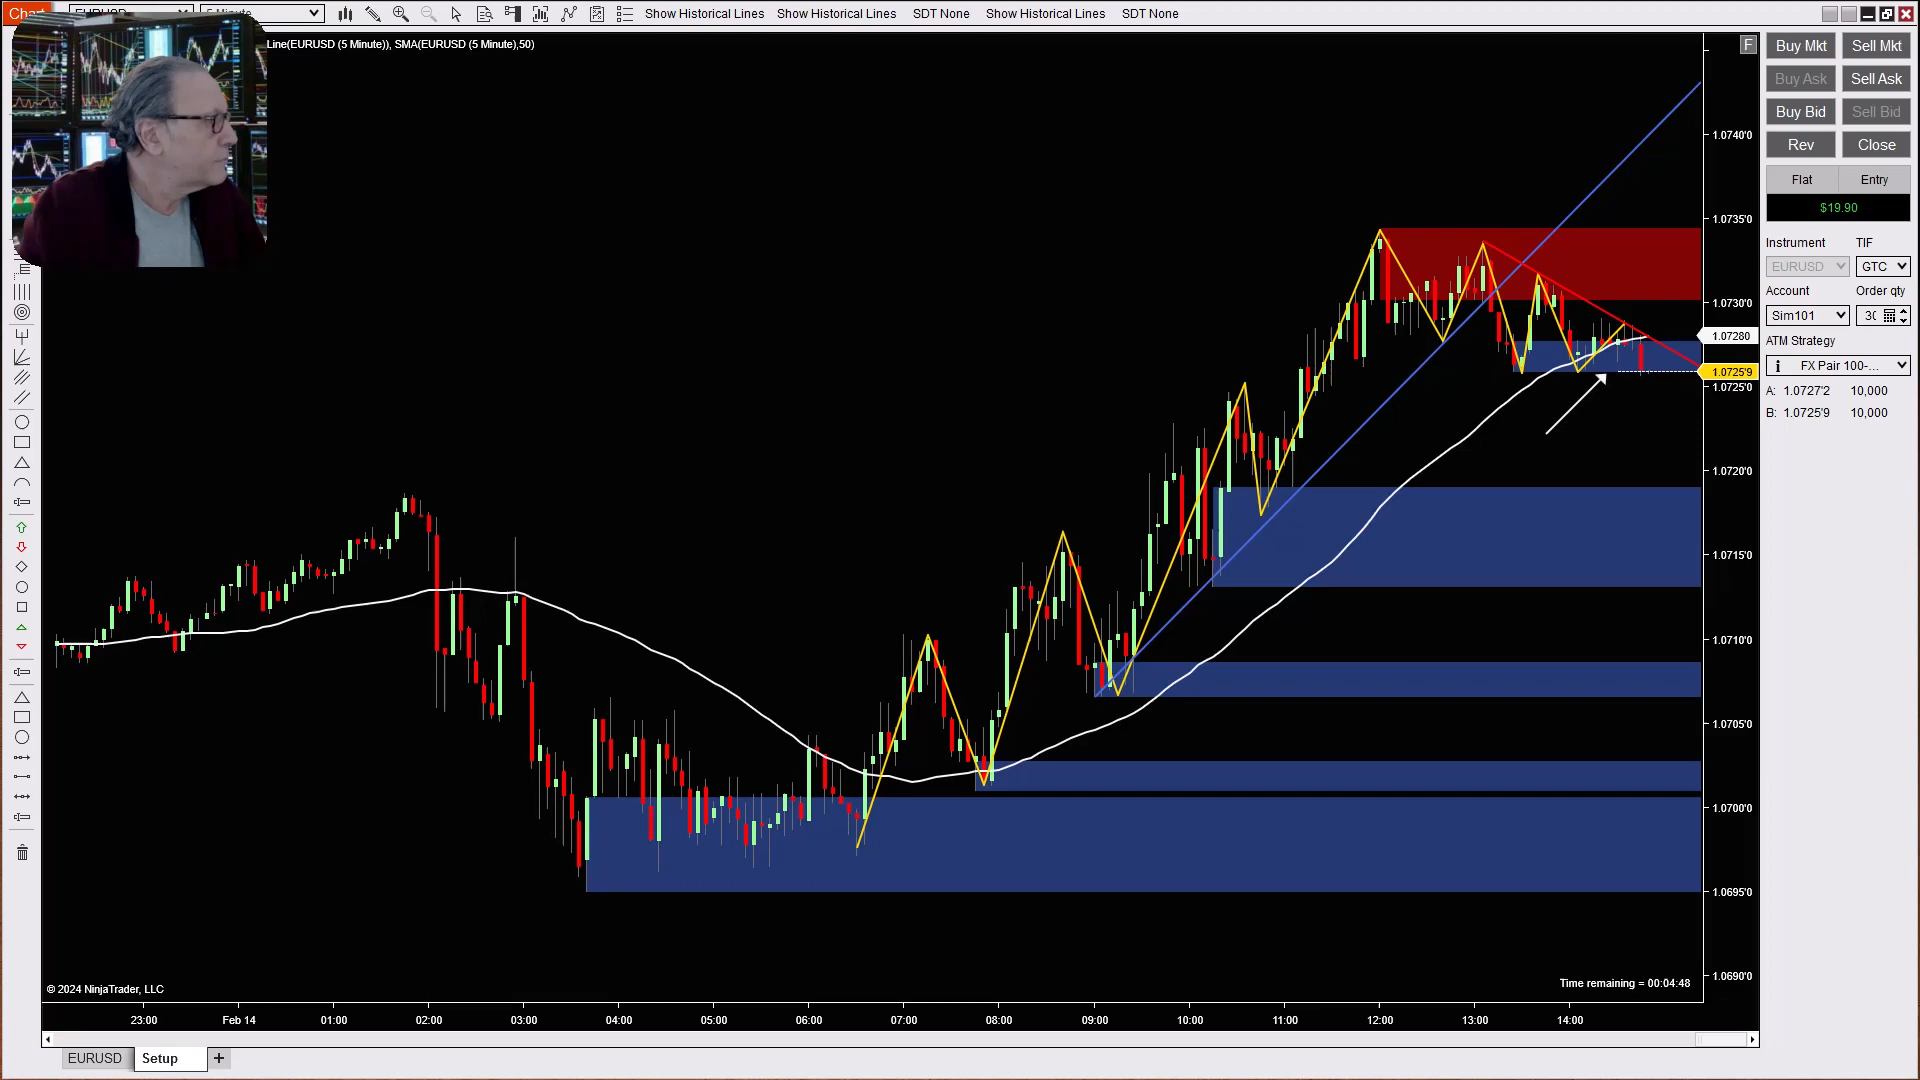 Chart
Show Historical Lines Show Historical Lines SDT None Show Historical Lines SDT None
Line(EURUSD (5 Minute)), SMA(EURUSD (5 Minute),50)
F
Buy Mkt Sell Mkt
Buy Ask Sell Ask
Buy Bid Sell Bid
Rev Close
Flat Entry
$19.90
Instrument TIF
EURUSD GTC
Account Order qty
Sim101 30
ATM Strategy
i FX Pair 100-...
A: 1.0727'2 10,000
B: 1.0725'9 10,000
1.0740'0
1.0735'0
1.0730'0
1.07280
1.0725'9
1.0725'0
1.0720'0
1.0715'0
1.0710'0
1.0705'0
1.0700'0
1.0695'0
1.0690'0
© 2024 NinjaTrader, LLC
Time remaining = 00:04:48
23:00 Feb 14 01:00 02:00 03:00 04:00 05:00 06:00 07:00 08:00 09:00 10:00 11:00 12:00 13:00 14:00
EURUSD Setup +